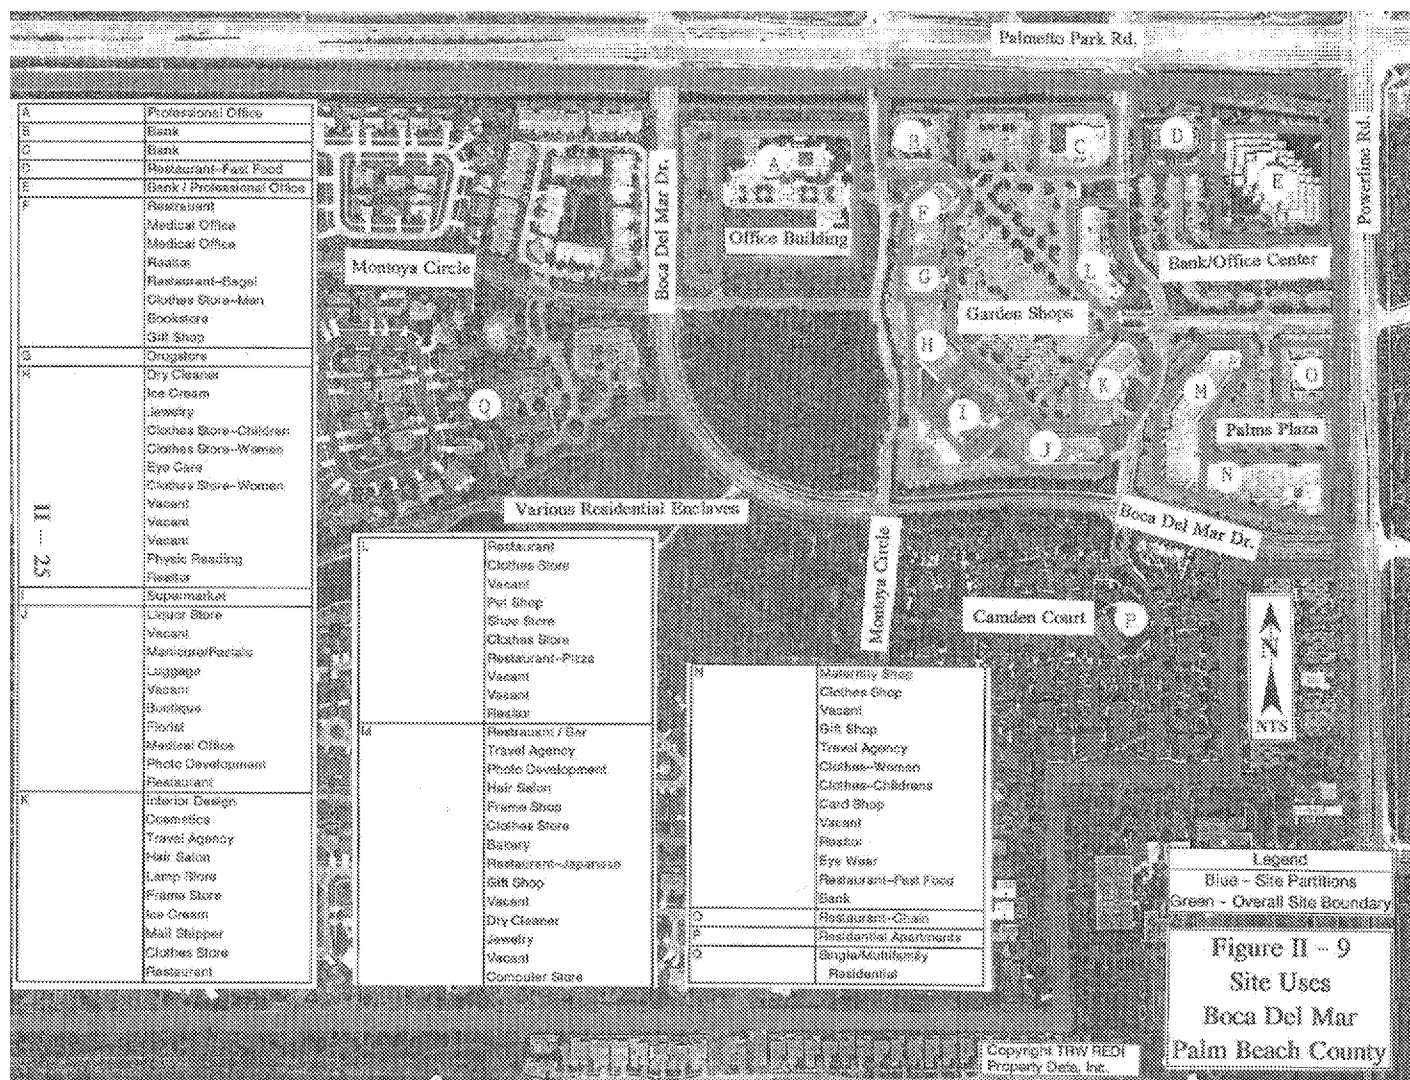 Palmetto Park Rd.
Powerline Rd.
Boca Del Mar Dr.
A Professional Office
B Bank
C Bank
D Restaurant-Fast Food
E Bank / Professional Office
F Restrauant
Medical Office
Medical Office
Realtor
Restaurant-Bagel
Clothes Store-Men
Bookstore
Gift Shop
G Drugstore
H Dry Cleaner
Ice Cream
Jewelry
Clothes Store-Children
Clothes Store-Women
Eye Care
Clothes Store-Women
Vacant
Vacant
Vacant
Physic Reading
Realtor
I Supermarket
J Liquor Store
Vacant
Manicure/Facials
Luggage
Vacant
Buotique
Florist
Medical Office
Photo Development
Restaurant
K Interior Design
Cosmetics
Travel Agency
Hair Salon
Lamp Store
Frame Store
Ice Cream
Mail Shipper
Clothes Store
Restaurant
II - 25
A
B
C
D
E
F
G
H
I
J
K
L
M
N
O
P
Q
Montoya Circle
Office Building
Bank/Office Center
Garden Shops
Palms Plaza
Various Residential Enclaves
Boca Del Mar Dr.
Montoya Circle
Camden Court
L Restaurant
Clothes Store
Vacant
Pet Shop
Shoe Store
Clothes Store
Restaurant-Pizza
Vacant
Vacant
Realtor
M Restrauant / Bar
Travel Agency
Photo Development
Hair Salon
Frame Shop
Clothes Store
Bakery
Restaurant-Japanese
Gift Shop
Vacant
Dry Cleaner
Jewelry
Vacant
Computer Store
N Maternity Shop
Clothes Shop
Vacant
Gift Shop
Travel Agency
Clothes-Women
Clothes-Childrens
Card Shop
Vacant
Realtor
Eye Wear
Restaurant-Fast Food
Bank
O Restaurant-Chain
P Residential Apartments
Q Single/Multifamily
Residential
N
NTS
Legend
Blue - Site Partitions
Green - Overall Site Boundary
Figure II - 9
Site Uses
Boca Del Mar
Palm Beach County
Copyright TRW REDI
Property Data, Inc.